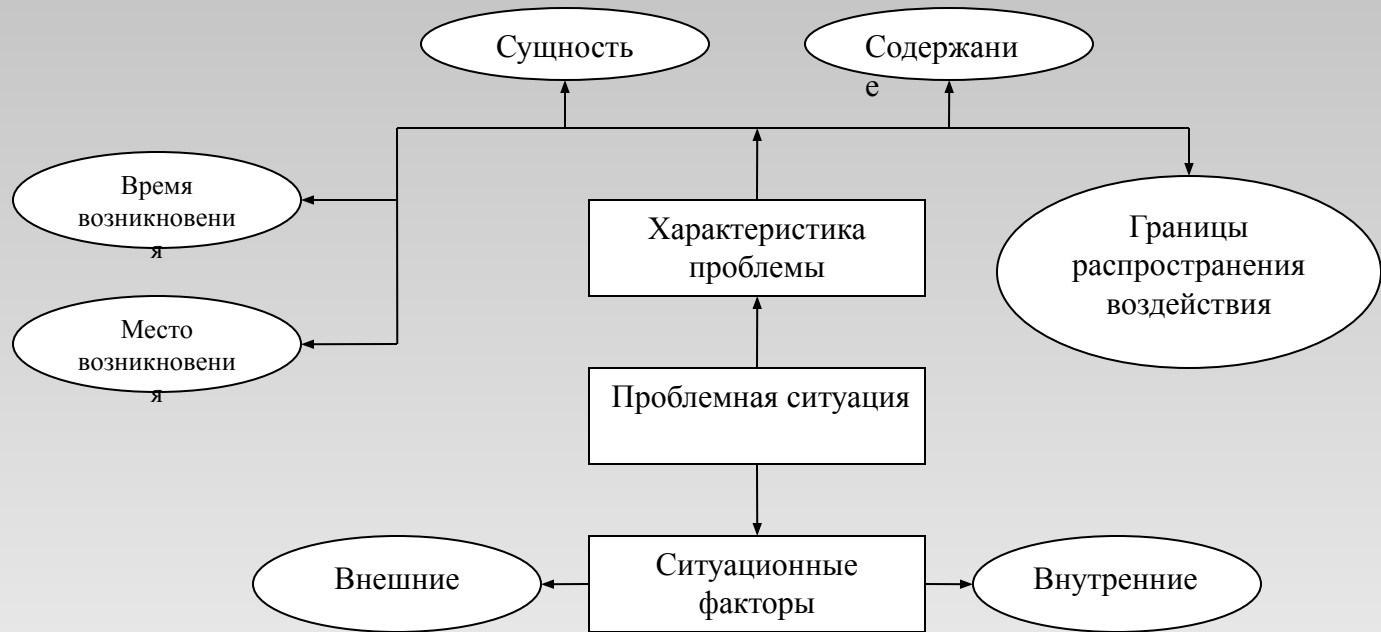 Сущность
Содержани
е
Время
возникновени
я
Характеристика
проблемы
Границы
распространения
воздействия
Место
возникновени
я
Проблемная ситуация
Внешние
Ситуационные
факторы
Внутренние